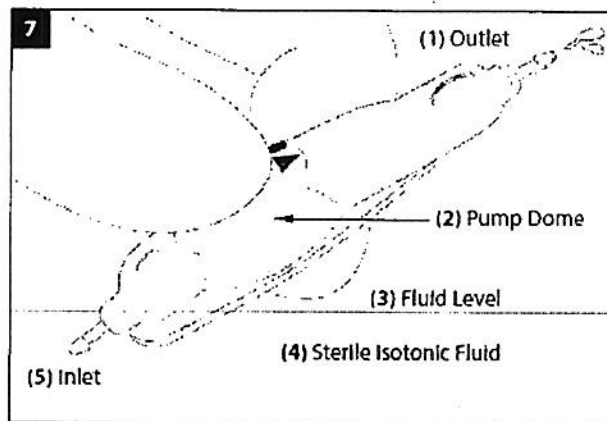 7
(1) Outlet
(2) Pump Dome
(3) Fluid Level
(4) Sterile Isotonic Fluid
(5) Inlet